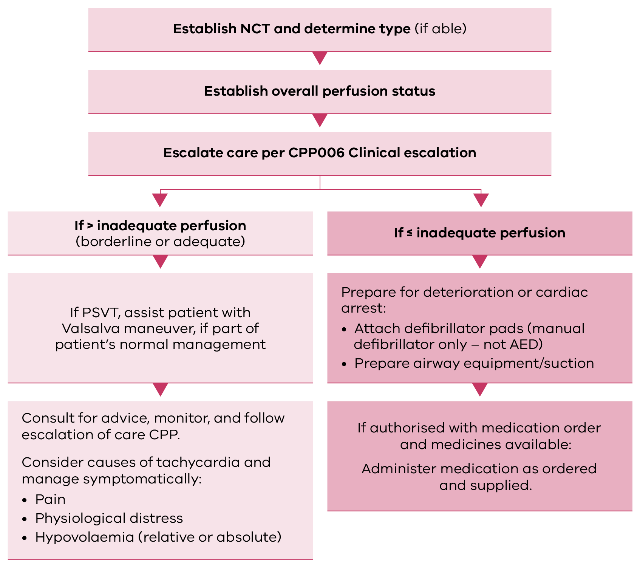 Establish NCT and determine type (if able)
Establish overall perfusion status
Escalate care per CPP006 Clinical escalation
If > inadequate perfusion
(borderline or adequate)
If PSVT, assist patient with
Valsalva maneuver, if part of
patient's normal management
Consult for advice, monitor, and follow
escalation of care CPP.
Consider causes of tachycardia and
manage symptomatically:
• Pain
• Physiological distress
• Hypovolaemia (relative or absolute)
If ≤ inadequate perfusion
Prepare for deterioration or cardiac
arrest:
• Attach defibrillator pads (manual
defibrillator only – not AED)
• Prepare airway equipment/suction
If authorised with medication order
and medicines available:
Administer medication as ordered
and supplied.